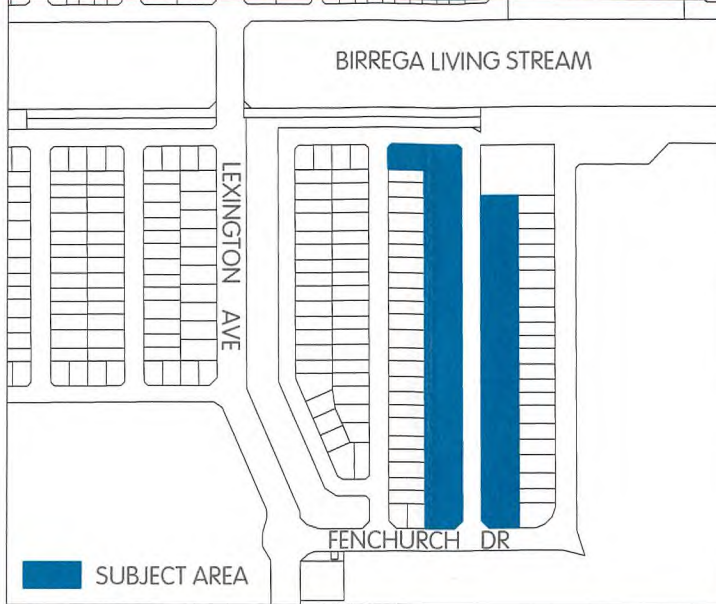 BIRREGA LIVING STREAM
LEXINGTON AVE
FENCHURCH DR
SUBJECT AREA